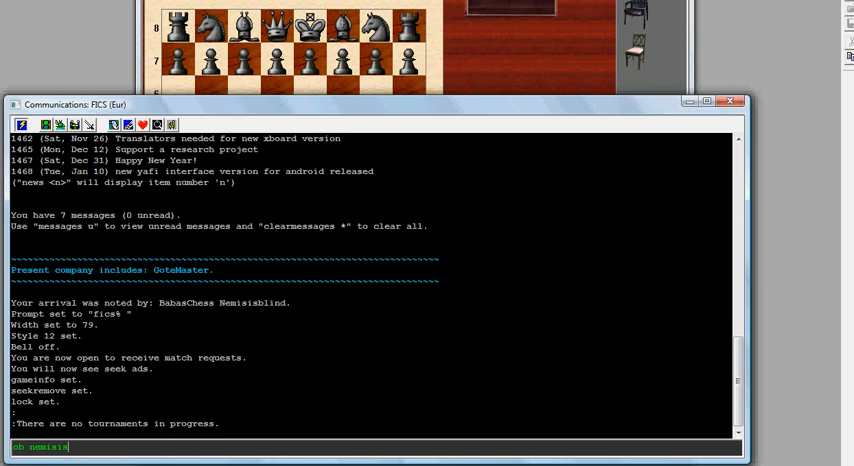 8
7
Communications: FICS (Eur)
1462 (Sat, Nov 26) Translators needed for new xboard version
1465 (Mon, Dec 12) Support a research project
1467 (Sat, Dec 31) Happy New Year!
1468 (Tue, Jan 10) new yafi interface version for android released
("news <n>" will display item number 'n')
You have 7 messages (0 unread).
Use "messages u" to view unread messages and "clearmessages *" to clear all.
~~~~~~~~~~~~~~~~~~~~~~~~~~~~~~~~~~~~~~~~~~~~~~~~~~~~~~~~~~~~~~~~~~~~~~~~~~~
Present company includes: GoteMaster.
~~~~~~~~~~~~~~~~~~~~~~~~~~~~~~~~~~~~~~~~~~~~~~~~~~~~~~~~~~~~~~~~~~~~~~~~~~~
Your arrival was noted by: BabasChess Nemisisblind.
Prompt set to "fics% "
Width set to 79.
Style 12 set.
Bell off.
You are now open to receive match requests.
You will now see seek ads.
gameinfo set.
seekremove set.
lock set.
:
:There are no tournaments in progress.
ob nemisis